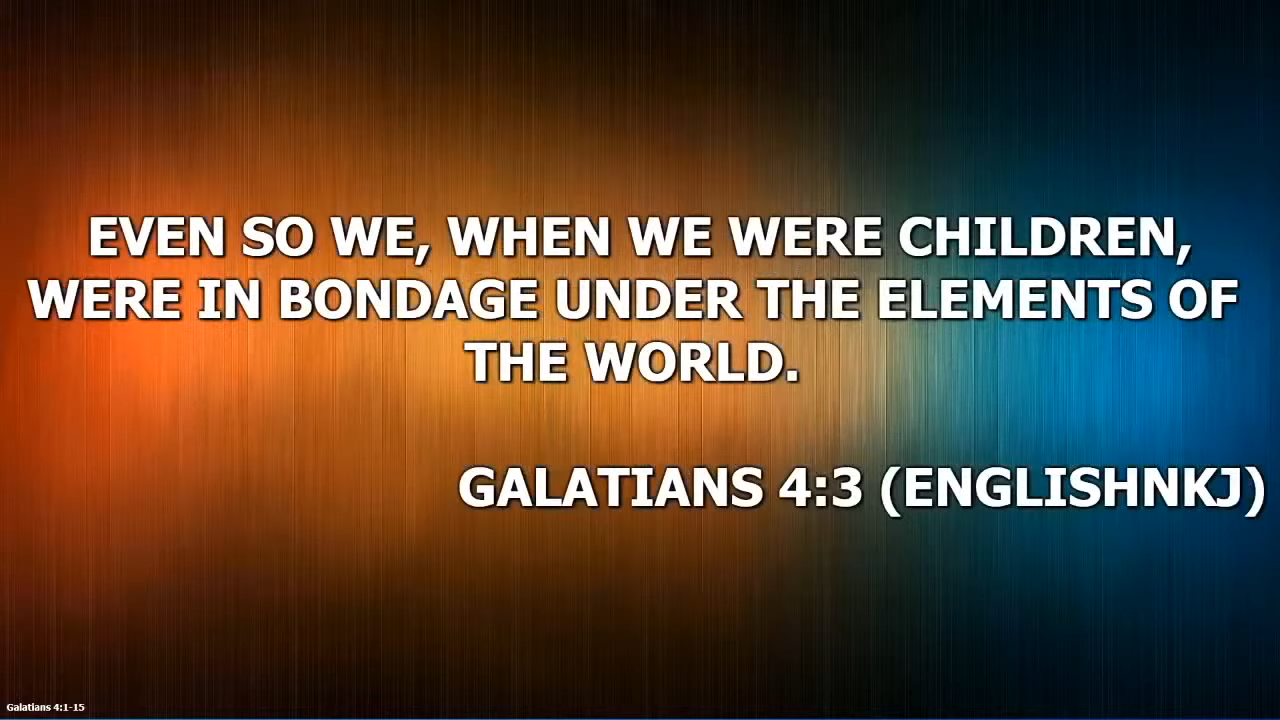 EVEN SO WE, WHEN WE WERE CHILDREN,
WERE IN BONDAGE UNDER THE ELEMENTS OF
THE WORLD.
GALATIANS 4:3 (ENGLISHNKJ)
Galatians 4:1-15